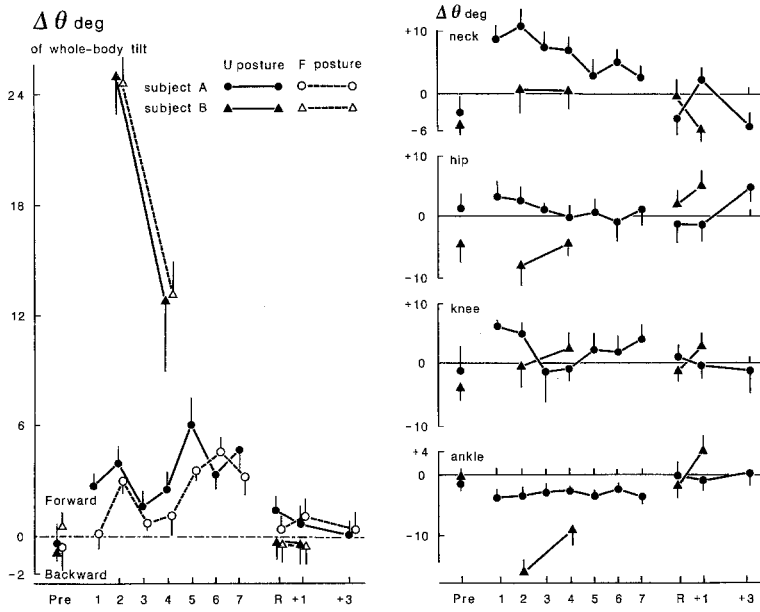 Δ θ deg
of whole-body tilt
U posture F posture
subject A
subject B
24
18
12
6
Forward
0
Backward
-2
Pre 1 2 3 4 5 6 7 R +1 +3
Δ θ deg
neck
+10
0
-6
+10
hip
0
-10
+10
knee
0
-10
ankle
+4
0
-10
Pre 1 2 3 4 5 6 7 R +1 +3